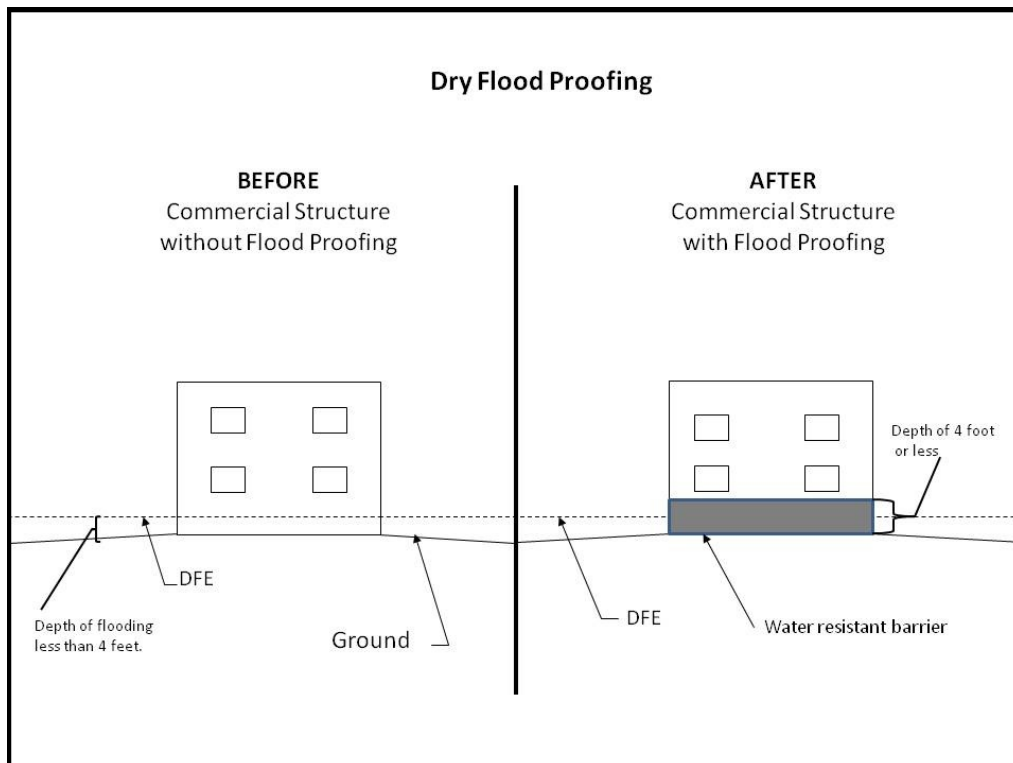 Dry Flood Proofing
BEFORE
Commercial Structure
without Flood Proofing
DFE
Depth of flooding
less than 4 feet.
Ground
AFTER
Commercial Structure
with Flood Proofing
Depth of 4 foot
or less
DFE
Water resistant barrier